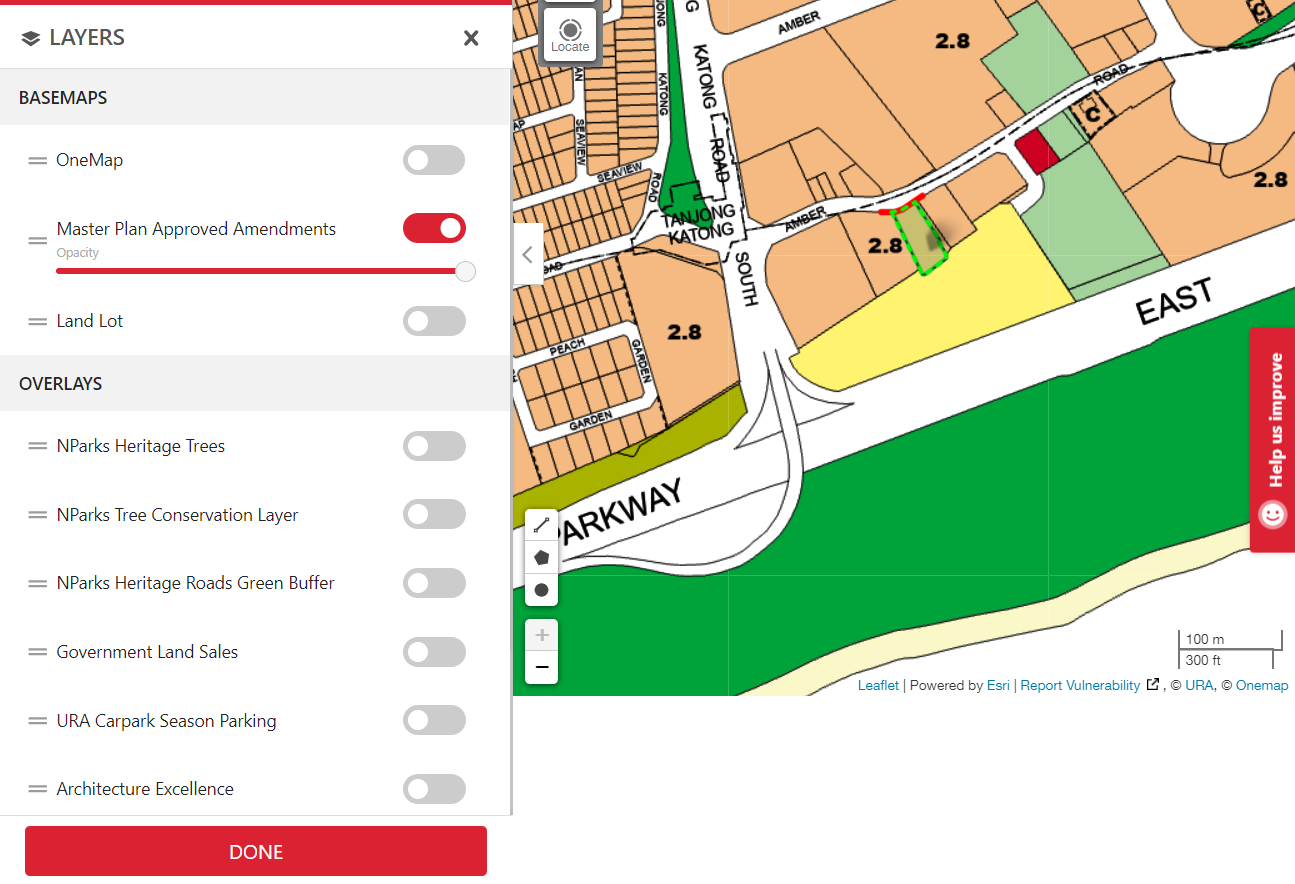 LAYERS
BASEMAPS
OneMap
Master Plan Approved Amendments
Opacity
Land Lot
OVERLAYS
NParks Heritage Trees
NParks Tree Conservation Layer
NParks Heritage Roads Green Buffer
Government Land Sales
URA Carpark Season Parking
Architecture Excellence
DONE
Locate
AMBER
2.8
C
KATONG
KATONG
ROAD
ROAD
C
SEAVIEW
SEAVIEW
ROAD
2.8
TANJONG
KATONG
AMBER
2.8
SOUTH
EAST
2.8
PEACH
GARDEN
GARDEN
PARKWAY
Help us improve
100 m
300 ft
Leaflet | Powered by Esri | Report Vulnerability , © URA, © Onemap